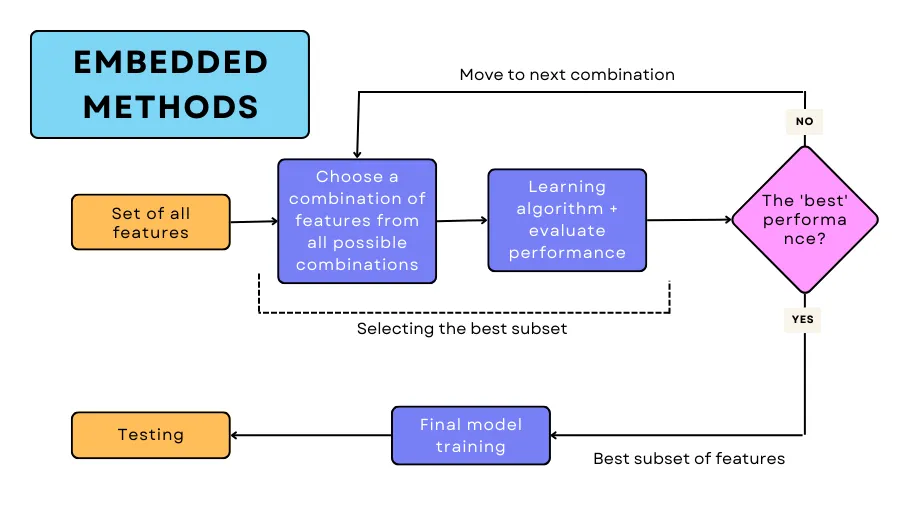 EMBEDDED
METHODS
Move to next combination
NO
Set of all
features
Choose a
combination of
features from
all possible
combinations
Learning
algorithm +
evaluate
performance
The 'best'
performa
nce?
Selecting the best subset
YES
Testing
Final model
training
Best subset of features